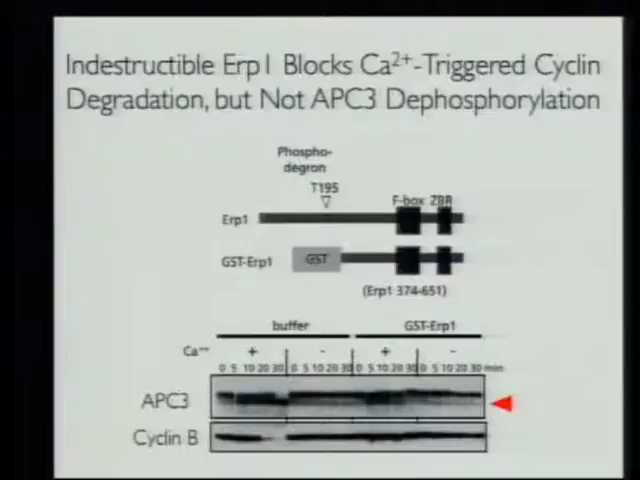 Indestructible Erp1 Blocks Ca2+-Triggered Cyclin
Degradation, but Not APC3 Dephosphorylation
Phospho-
degron
T195
F-box ZBR
Erp1
GST-Erp1 GST
(Erp1 374-651)
buffer GST-Erp1
Ca++ + - + -
0 5 10 20 30 0 5 10 20 30 0 5 10 20 30 0 5 10 20 30 min
APC3
Cyclin B